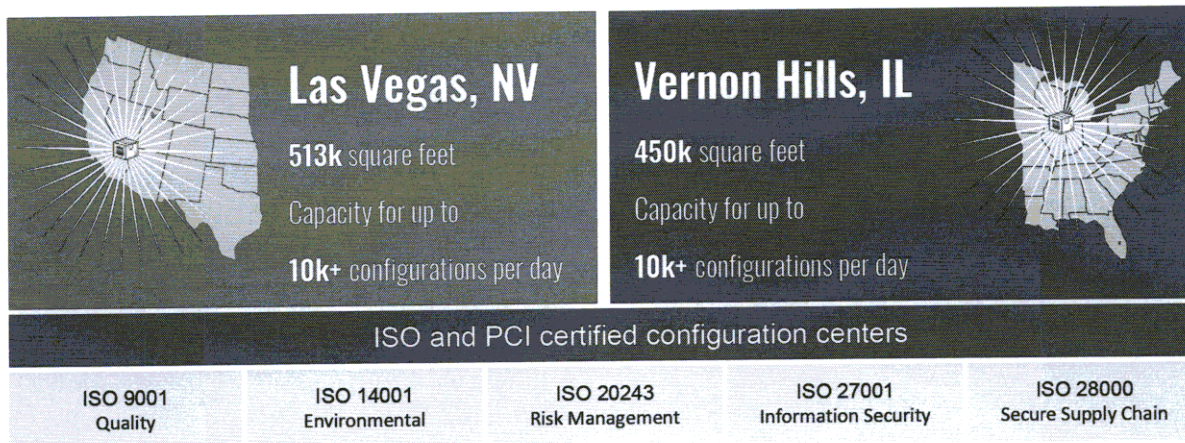 Las Vegas, NV
513k square feet
Capacity for up to
10k+ configurations per day
Vernon Hills, IL
450k square feet
Capacity for up to
10k+ configurations per day
ISO and PCI certified configuration centers
ISO 9001
Quality
ISO 14001
Environmental
ISO 20243
Risk Management
ISO 27001
Information Security
ISO 28000
Secure Supply Chain